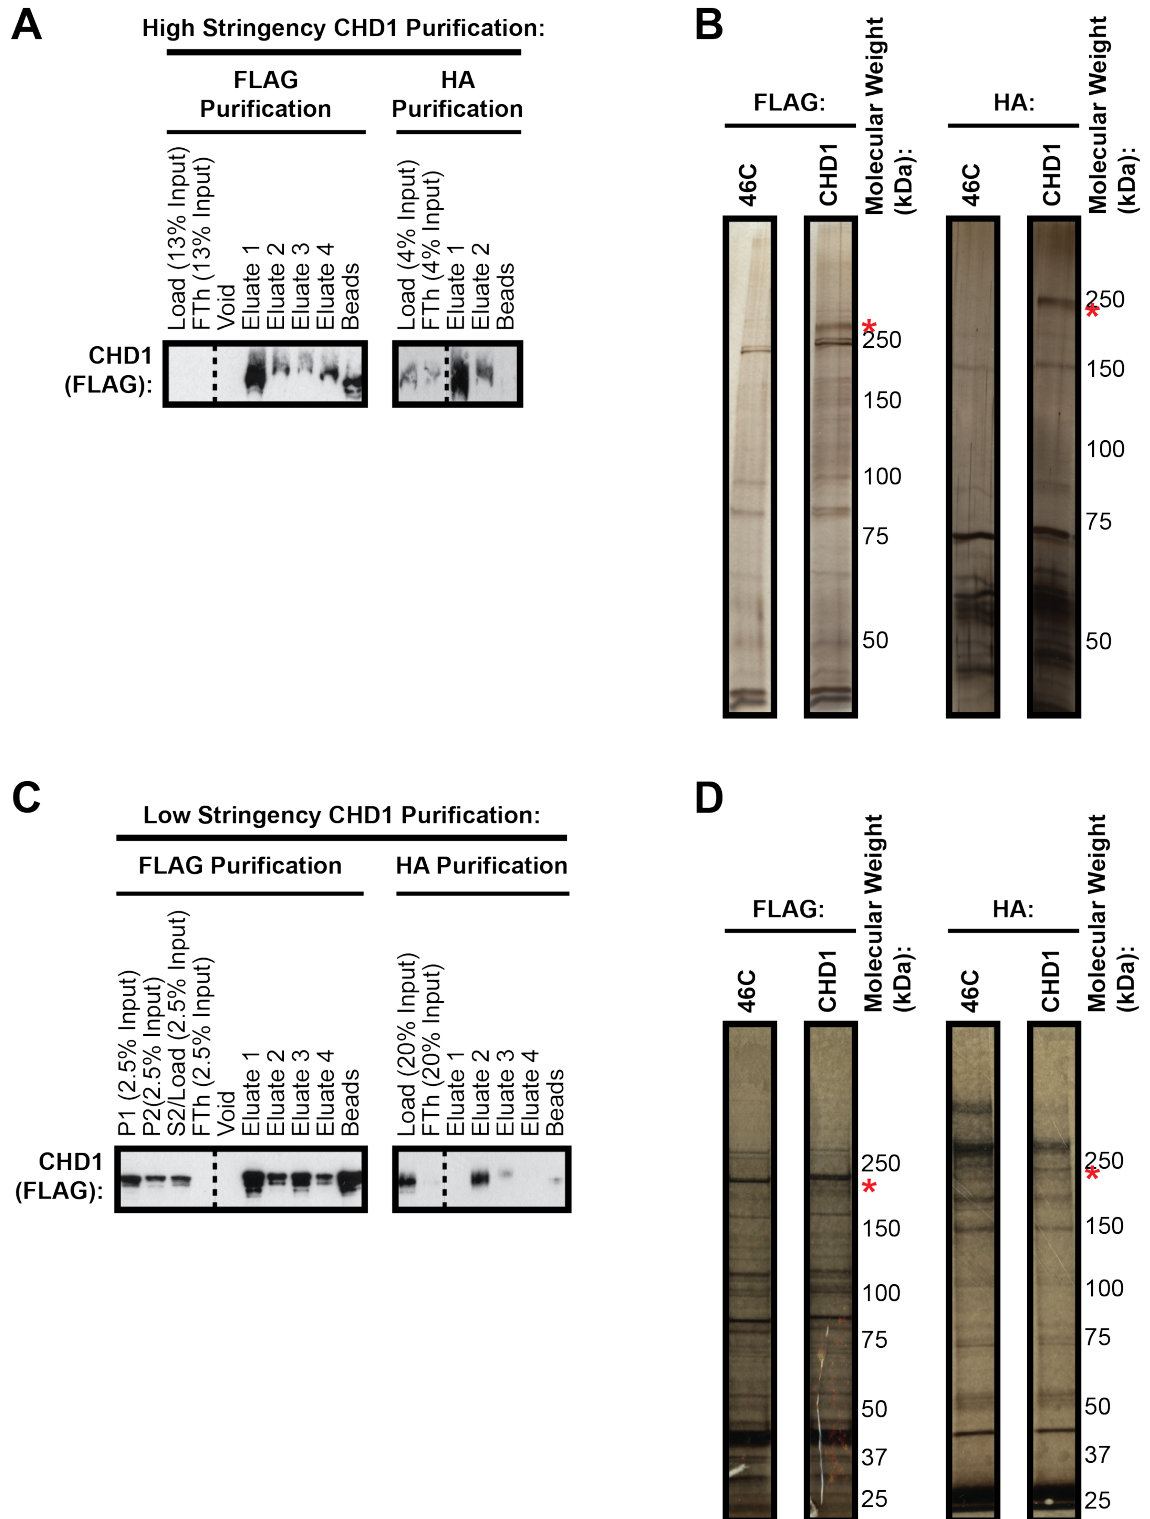 A
High Stringency CHD1 Purification:
FLAG
Purification
HA
Purification
Load (13% Input)
FTh (13% Input)
Void
Eluate 1
Eluate 2
Eluate 3
Eluate 4
Beads
Load (4% Input)
FTh (4% Input)
Eluate 1
Eluate 2
Beads
CHD1
(FLAG):
B
FLAG:
46C
CHD1
Molecular Weight
(kDa):
*
250
150
100
75
50
HA:
46C
CHD1
Molecular Weight
(kDa):
250
*
150
100
75
50
C
Low Stringency CHD1 Purification:
FLAG Purification
HA Purification
P1 (2.5% Input)
P2(2.5% Input)
S2/Load (2.5% Input)
FTh (2.5% Input)
Void
Eluate 1
Eluate 2
Eluate 3
Eluate 4
Beads
Load (20% Input)
FTh (20% Input)
Eluate 1
Eluate 2
Eluate 3
Eluate 4
Beads
CHD1
(FLAG):
D
FLAG:
46C
CHD1
Molecular Weight
(kDa):
250
*
150
100
75
50
37
25
HA:
46C
CHD1
Molecular Weight
(kDa):
250
*
150
100
75
50
37
25